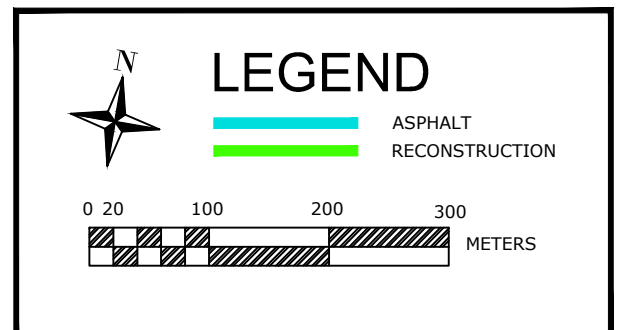 N
LEGEND
ASPHALT
RECONSTRUCTION
0 20 100 200 300
METERS